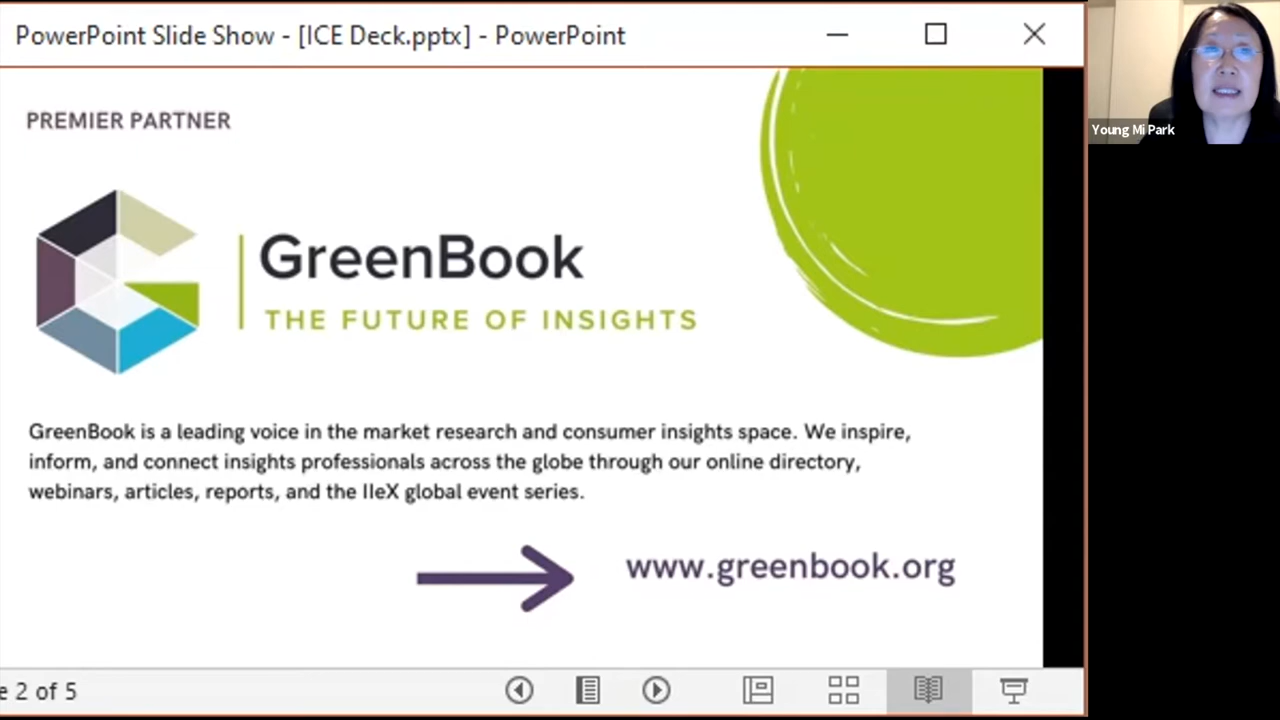 PowerPoint Slide Show - [ICE Deck.pptx] - PowerPoint
Young Mi Park
PREMIER PARTNER
GreenBook
THE FUTURE OF INSIGHTS
GreenBook is a leading voice in the market research and consumer insights space. We inspire,
inform, and connect insights professionals across the globe through our online directory,
webinars, articles, reports, and the IIeX global event series.
www.greenbook.org
e 2 of 5